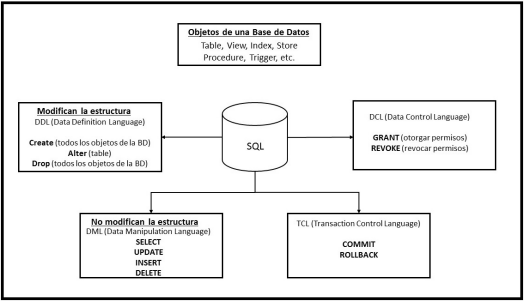 Objetos de una Base de Datos
Table, View, Index, Store
Procedure, Trigger, etc.
Modifican la estructura
DDL (Data Definition Language)
Create (todos los objetos de la BD)
Alter (table)
Drop (todos los objetos de la BD)
SQL
DCL (Data Control Language)
GRANT (otorgar permisos)
REVOKE (revocar permisos)
No modifican la estructura
DML (Data Manipulation Language)
SELECT
UPDATE
INSERT
DELETE
TCL (Transaction Control Language)
COMMIT
ROLLBACK